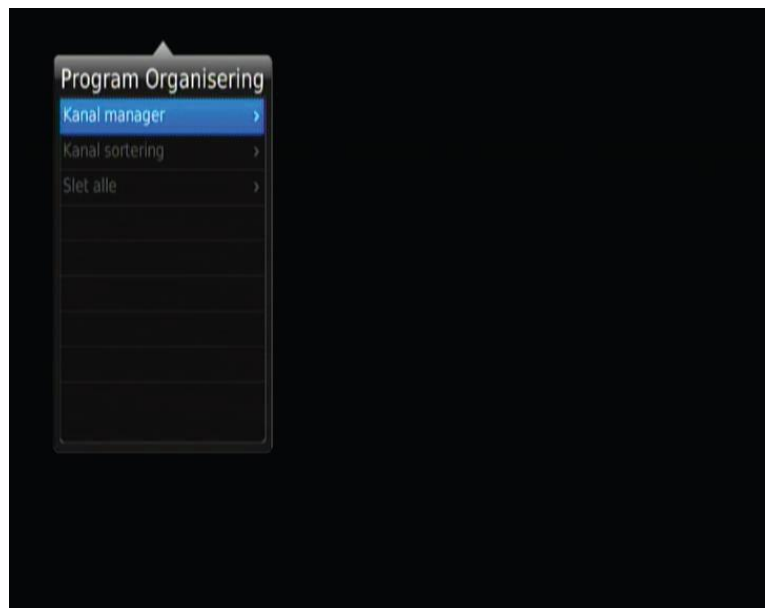 Program Organisering
Kanal manager
Kanal sortering
Slet alle